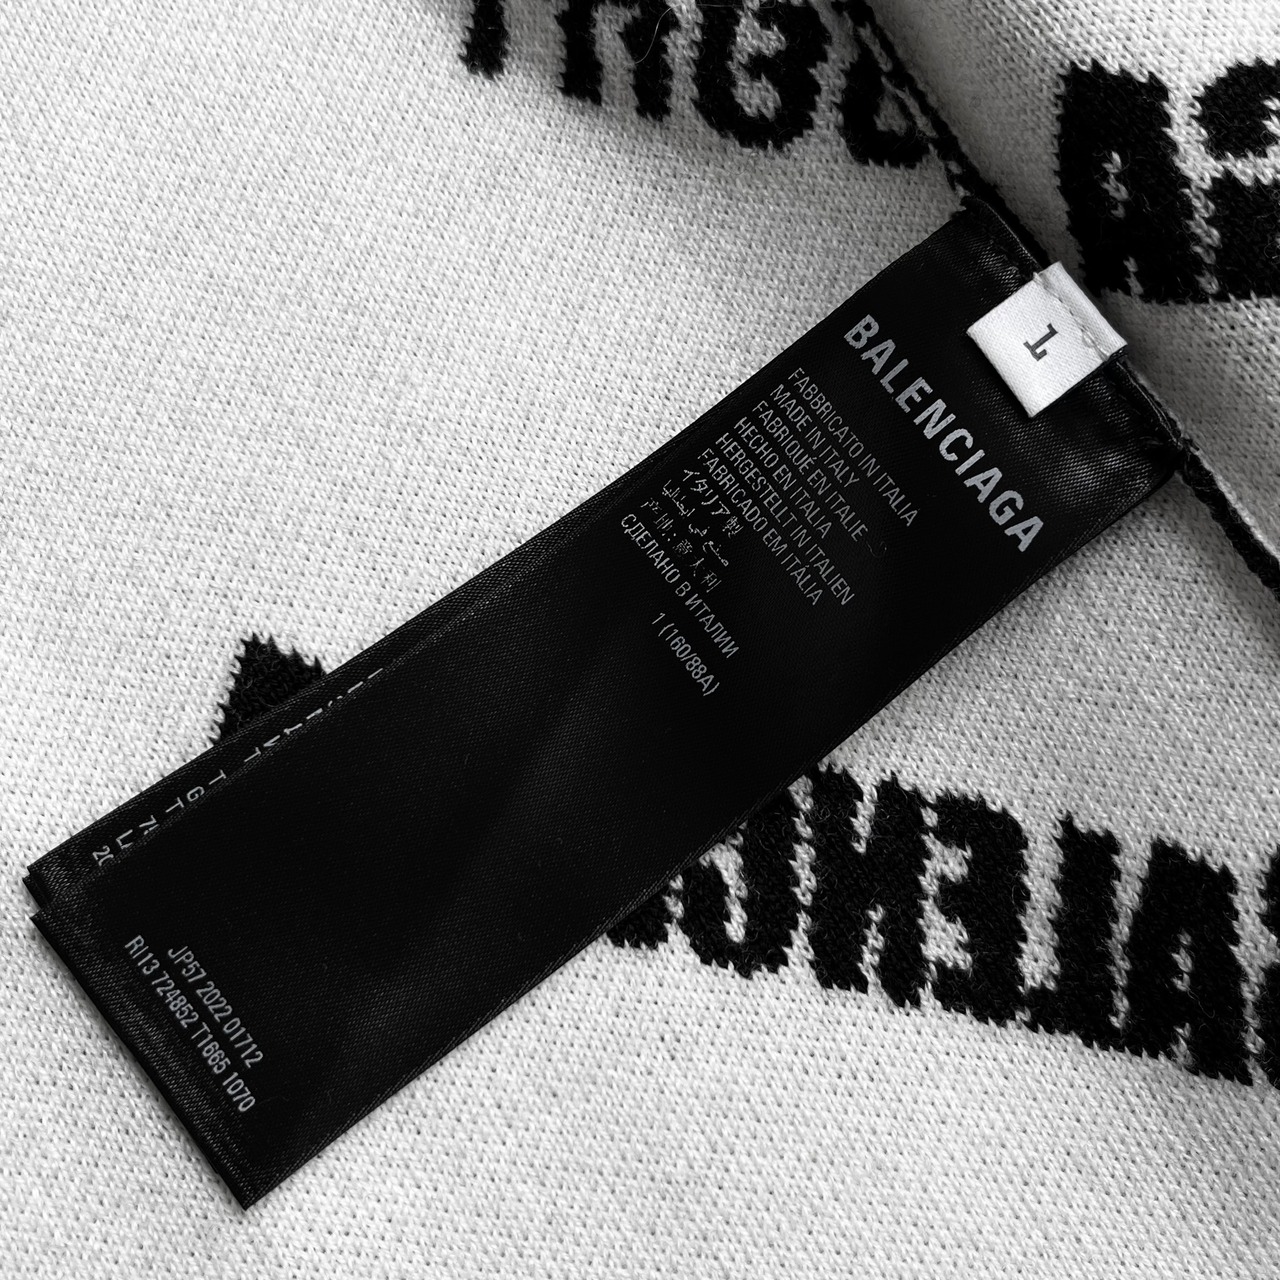 1
BALENCIAGA
FABBRICATO IN ITALIA
MADE IN ITALY
FABRIQUÉ EN ITALIE
HECHO EN ITALIA
HERGESTELLT IN ITALIEN
FABRICADO EM ITÁLIA
イタリア製
صنع في إيطاليا
产地：意大利
СДЕЛАНО В ИТАЛИИ
1 (160/88A)
JP57 2022 01712
RI13 724852 T1665 1070